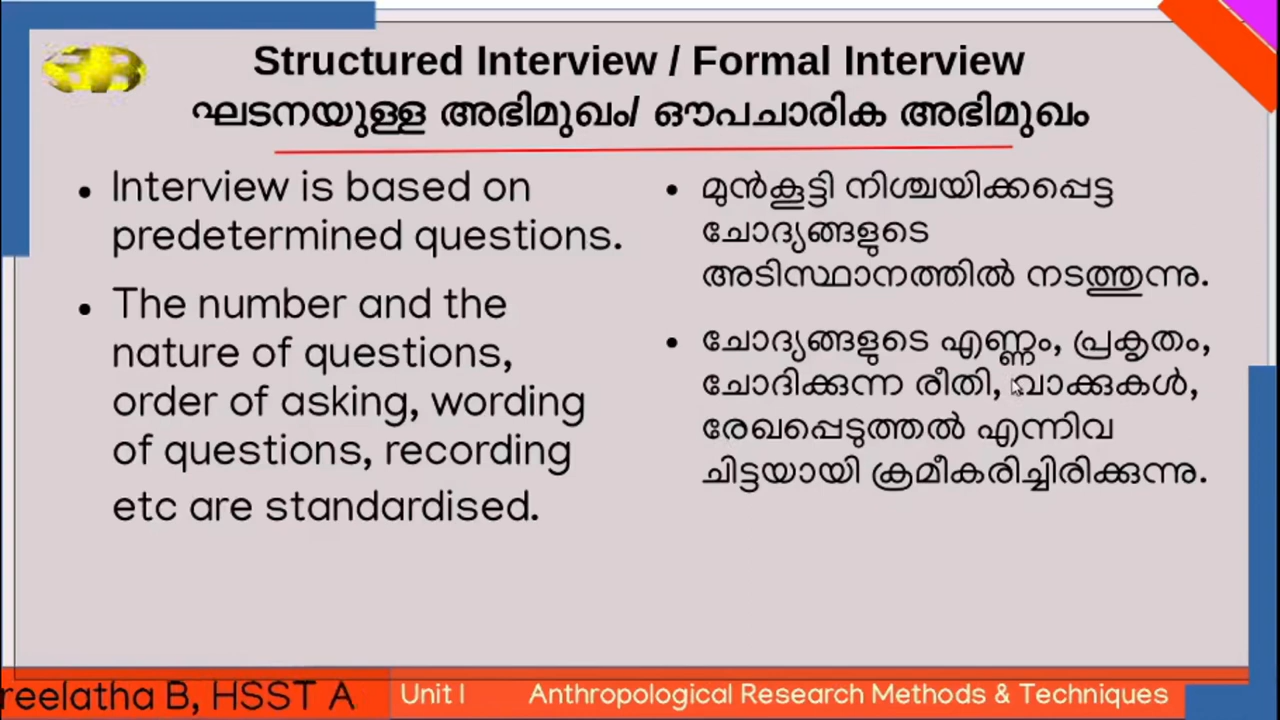 Structured Interview / Formal Interview
ഘടനയുള്ള അഭിമുഖം/ ഔപചാരിക അഭിമുഖം
• Interview is based on
predetermined questions.
• The number and the
nature of questions,
order of asking, wording
of questions, recording
etc are standardised.
• മുൻകൂട്ടി നിശ്ചയിക്കപ്പെട്ട
ചോദ്യങ്ങളുടെ
അടിസ്ഥാനത്തിൽ നടത്തുന്നു.
• ചോദ്യങ്ങളുടെ എണ്ണം, പ്രകൃതം,
ചോദിക്കുന്ന രീതി, വാക്കുകൾ,
രേഖപ്പെടുത്തൽ എന്നിവ
ചിട്ടയായി ക്രമീകരിച്ചിരിക്കുന്നു.
reelatha B, HSST A
Unit I
Anthropological Research Methods & Techniques